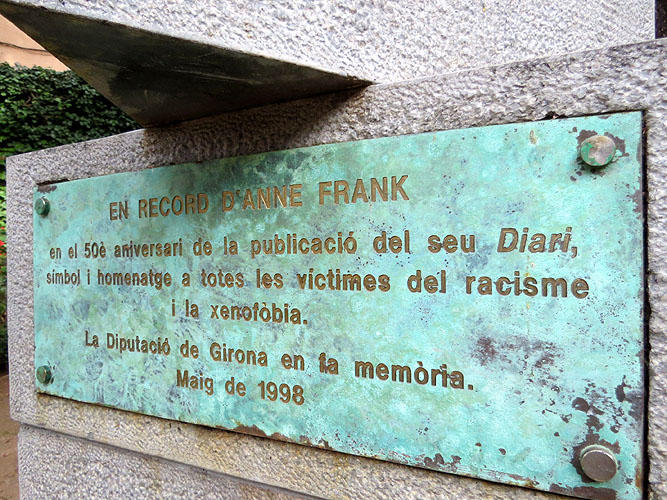 EN RECORD D'ANNE FRANK
en el 50è aniversari de la publicació del seu Diari,
símbol i homenatge a totes les víctimes del racisme
i la xenofòbia.
La Diputació de Girona en fa memòria.
Maig de 1998